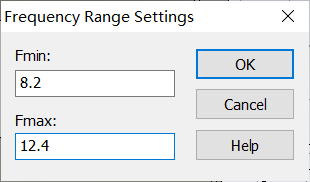 Frequency Range Settings
Fmin:
8.2
OK
Cancel
Fmax:
12.4
Help